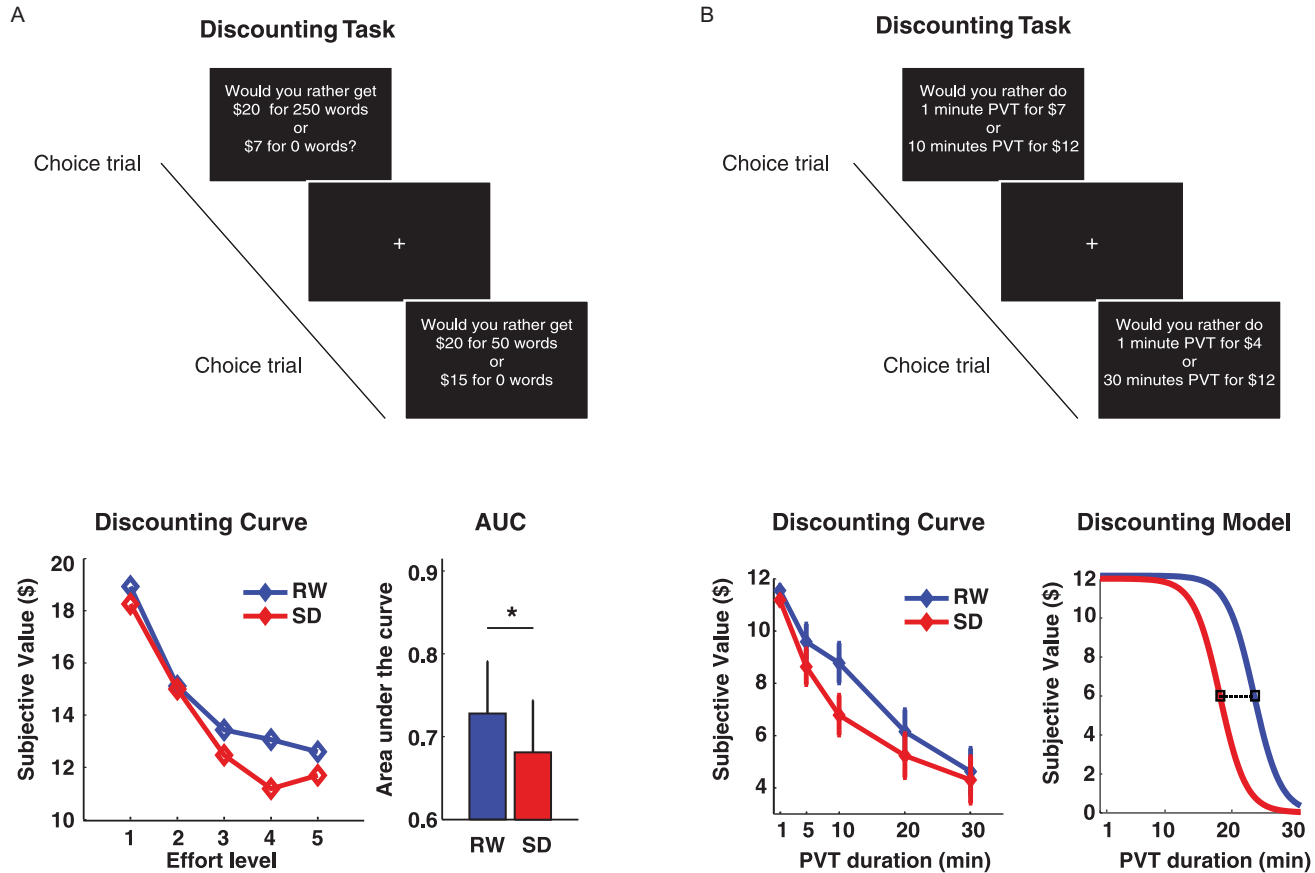 A
Discounting Task
Would you rather get
$20 for 250 words
or
$7 for 0 words?
Choice trial
+
Would you rather get
$20 for 50 words
or
$15 for 0 words
Choice trial
B
Discounting Task
Would you rather do
1 minute PVT for $7
or
10 minutes PVT for $12
Choice trial
+
Would you rather do
1 minute PVT for $4
or
30 minutes PVT for $12
Choice trial
Discounting Curve
Subjective Value ($)
20
18
16
14
12
10
RW
SD
1 2 3 4 5
Effort level
AUC
Area under the curve
0.9
0.8
0.7
0.6
*
RW SD
Discounting Curve
Subjective Value ($)
12
10
8
6
4
RW
SD
1 5 10 20 30
PVT duration (min)
Discounting Model
Subjective Value ($)
12
10
8
6
4
2
0
1 10 20 30
PVT duration (min)